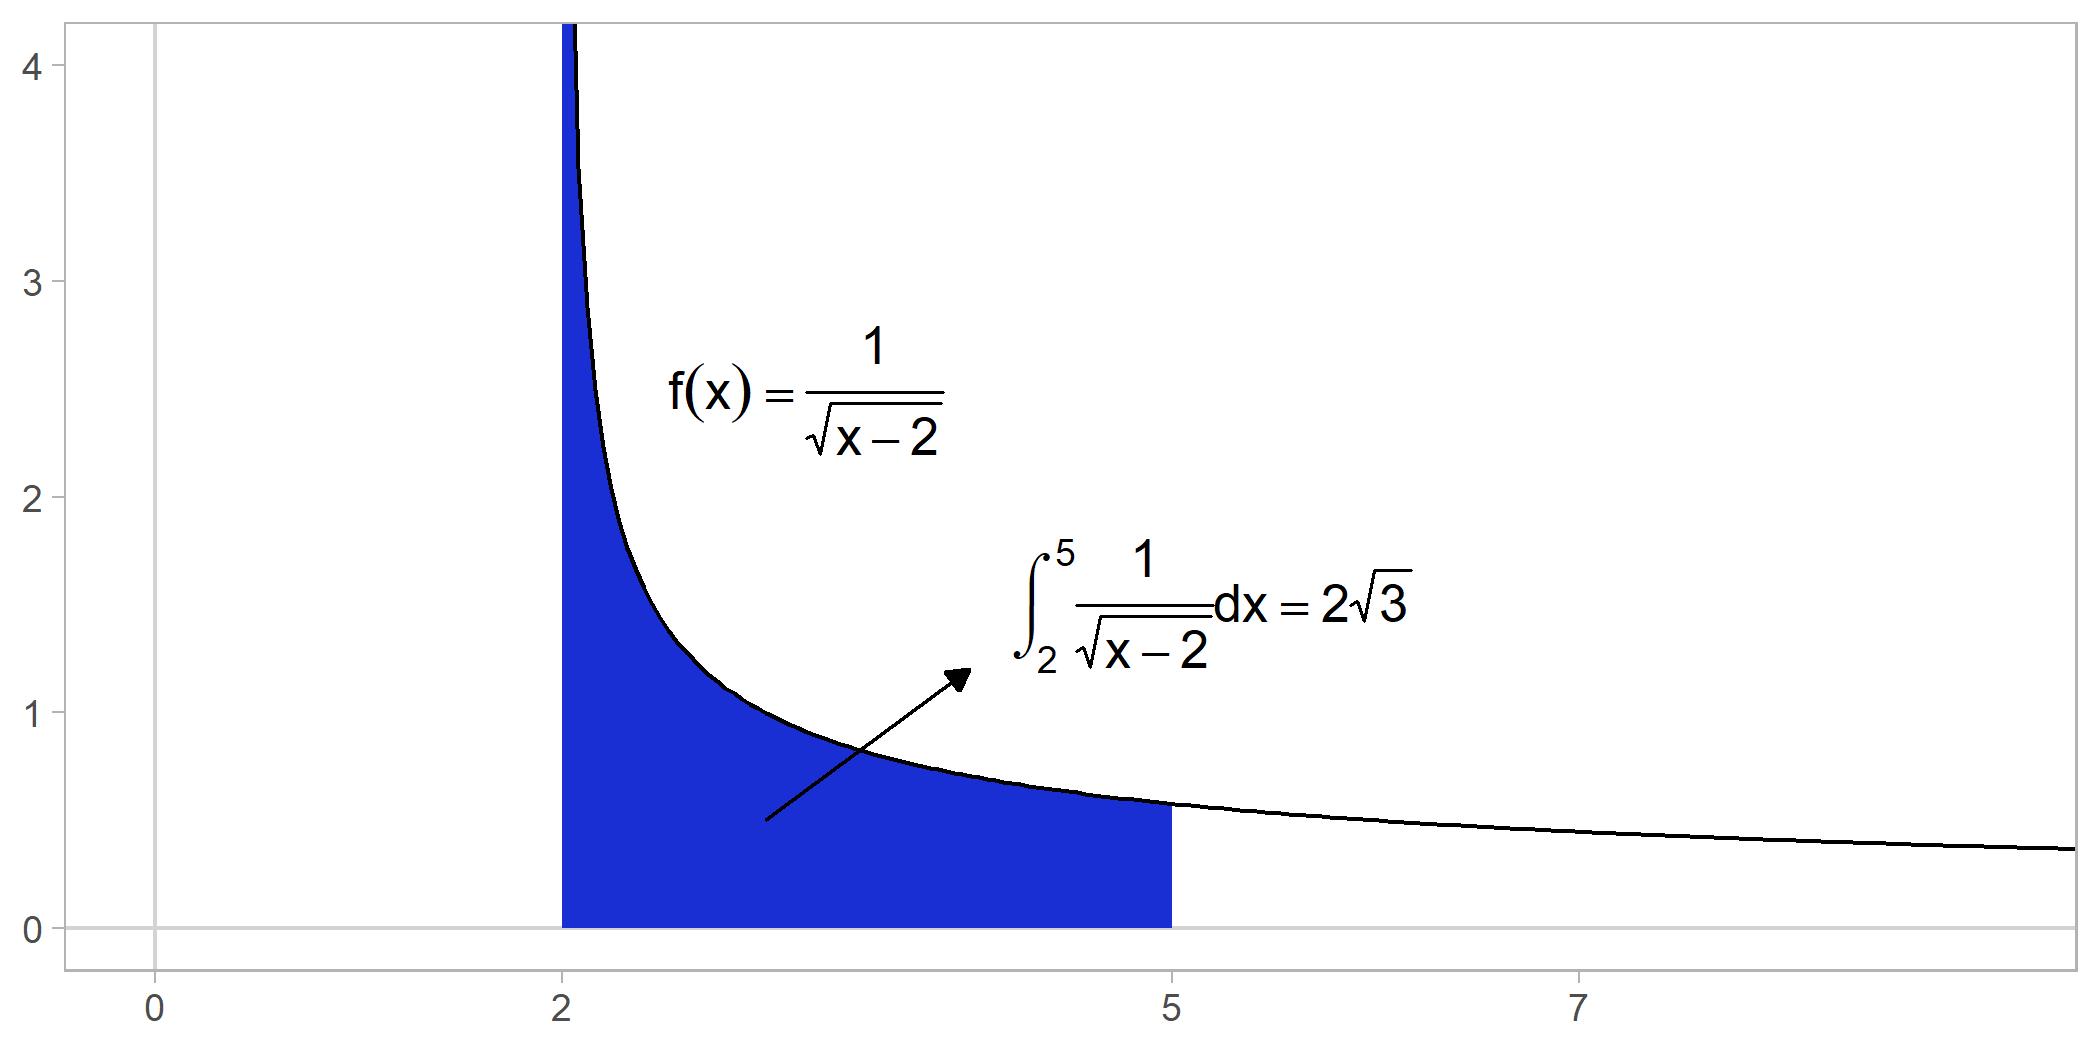 4
3
2
1
0
f(x) = 1/√(x − 2)
∫₂⁵ 1/√(x − 2) dx = 2√3
0 2 5 7